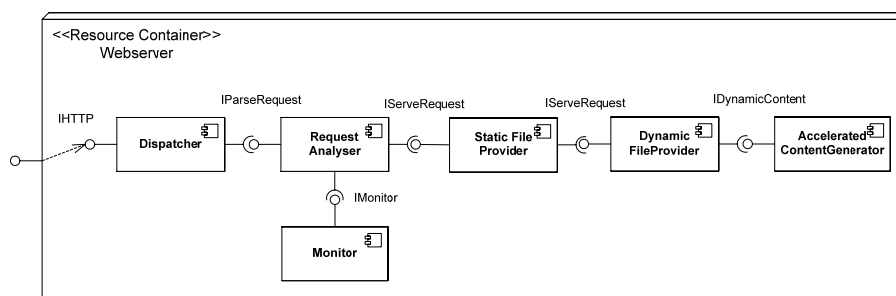 <<Resource Container>>
Webserver
IHTTP
IParseRequest
IServeRequest
IServeRequest
IDynamicContent
Dispatcher
Request
Analyser
Static File
Provider
Dynamic
FileProvider
Accelerated
ContentGenerator
IMonitor
Monitor